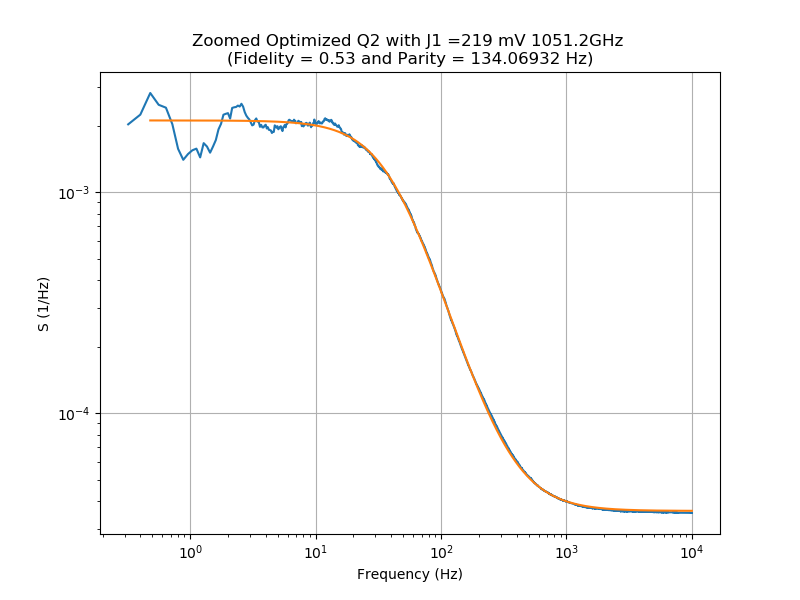 Zoomed Optimized Q2 with J1 =219 mV 1051.2GHz
(Fidelity = 0.53 and Parity = 134.06932 Hz)
S (1/Hz)
10⁻³
10⁻⁴
10⁰ 10¹ 10² 10³ 10⁴
Frequency (Hz)